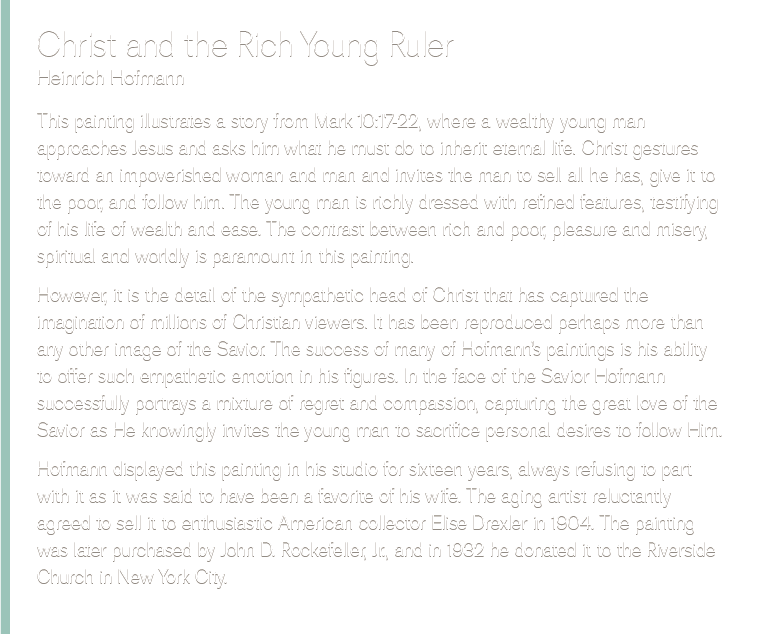 Christ and the Rich Young Ruler
Heinrich Hofmann
This painting illustrates a story from Mark 10:17-22, where a wealthy young man
approaches Jesus and asks him what he must do to inherit eternal life. Christ gestures
toward an impoverished woman and man and invites the man to sell all he has, give it to
the poor, and follow him. The young man is richly dressed with refined features, testifying
of his life of wealth and ease. The contrast between rich and poor, pleasure and misery,
spiritual and worldly is paramount in this painting.
However, it is the detail of the sympathetic head of Christ that has captured the
imagination of millions of Christian viewers. It has been reproduced perhaps more than
any other image of the Savior. The success of many of Hofmann's paintings is his ability
to offer such empathetic emotion in his figures. In the face of the Savior Hofmann
successfully portrays a mixture of regret and compassion, capturing the great love of the
Savior as He knowingly invites the young man to sacrifice personal desires to follow Him.
Hofmann displayed this painting in his studio for sixteen years, always refusing to part
with it as it was said to have been a favorite of his wife. The aging artist reluctantly
agreed to sell it to enthusiastic American collector Elise Drexler in 1904. The painting
was later purchased by John D. Rockefeller, Jr., and in 1932 he donated it to the Riverside
Church in New York City.